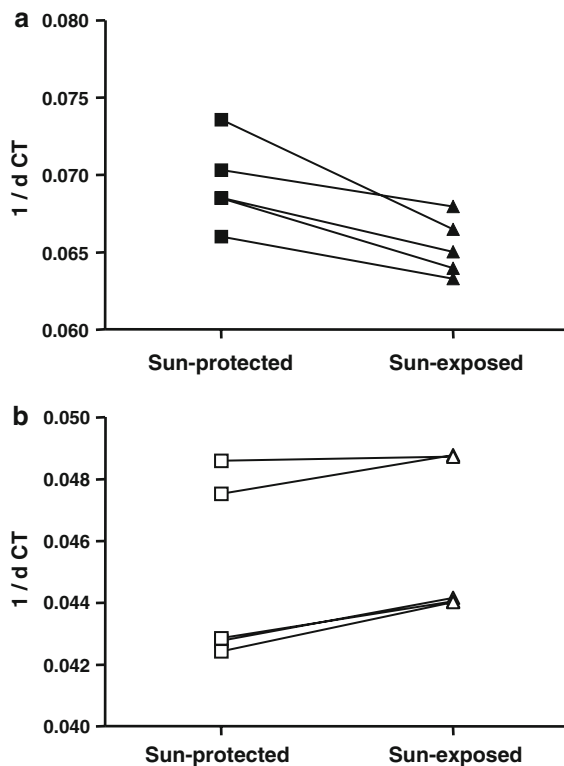 a
0.080
0.075
0.070
0.065
0.060
1 / d CT
Sun-protected Sun-exposed
b
0.050
0.048
0.046
0.044
0.042
0.040
1 / d CT
Sun-protected Sun-exposed